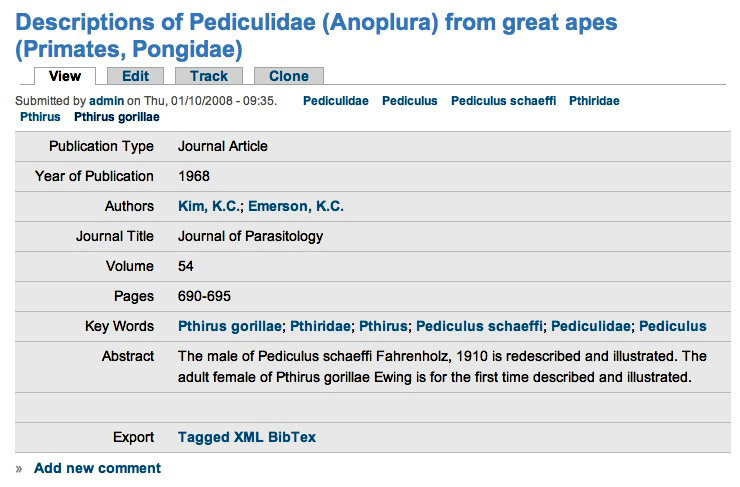 Descriptions of Pediculidae (Anoplura) from great apes
(Primates, Pongidae)
View Edit Track Clone
Submitted by admin on Thu, 01/10/2008 - 09:35. Pediculidae Pediculus Pediculus schaeffi Pthiridae
Pthirus Pthirus gorillae
Publication Type Journal Article
Year of Publication 1968
Authors Kim, K.C.; Emerson, K.C.
Journal Title Journal of Parasitology
Volume 54
Pages 690-695
Key Words Pthirus gorillae; Pthiridae; Pthirus; Pediculus schaeffi; Pediculidae; Pediculus
Abstract The male of Pediculus schaeffi Fahrenholz, 1910 is redescribed and illustrated. The
adult female of Pthirus gorillae Ewing is for the first time described and illustrated.
Export Tagged XML BibTex
» Add new comment